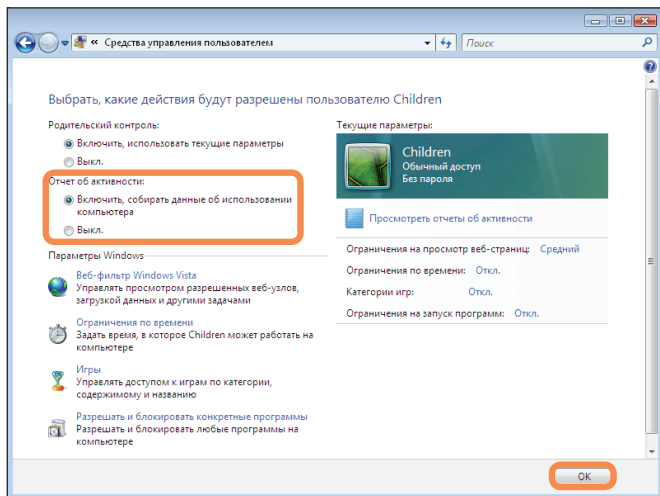 « Средства управления пользователем
Поиск
Выбрать, какие действия будут разрешены пользователю Children
Родительский контроль:
Включить, использовать текущие параметры
Выкл.
Отчет об активности:
Включить, собирать данные об использовании
компьютера
Выкл.
Параметры Windows
Веб-фильтр Windows Vista
Управлять просмотром разрешенных веб-узлов,
загрузкой данных и другими задачами
Ограничения по времени
Задать время, в которое Children может работать на
компьютере
Игры
Управлять доступом к играм по категории,
содержимому и названию
Разрешать и блокировать конкретные программы
Разрешать и блокировать любые программы на
компьютере
Текущие параметры:
Children
Обычный доступ
Без пароля
Просмотреть отчеты об активности
Ограничения на просмотр веб-страниц: Средний
Ограничения по времени: Откл.
Категории игр: Откл.
Ограничения на запуск программ: Откл.
OK